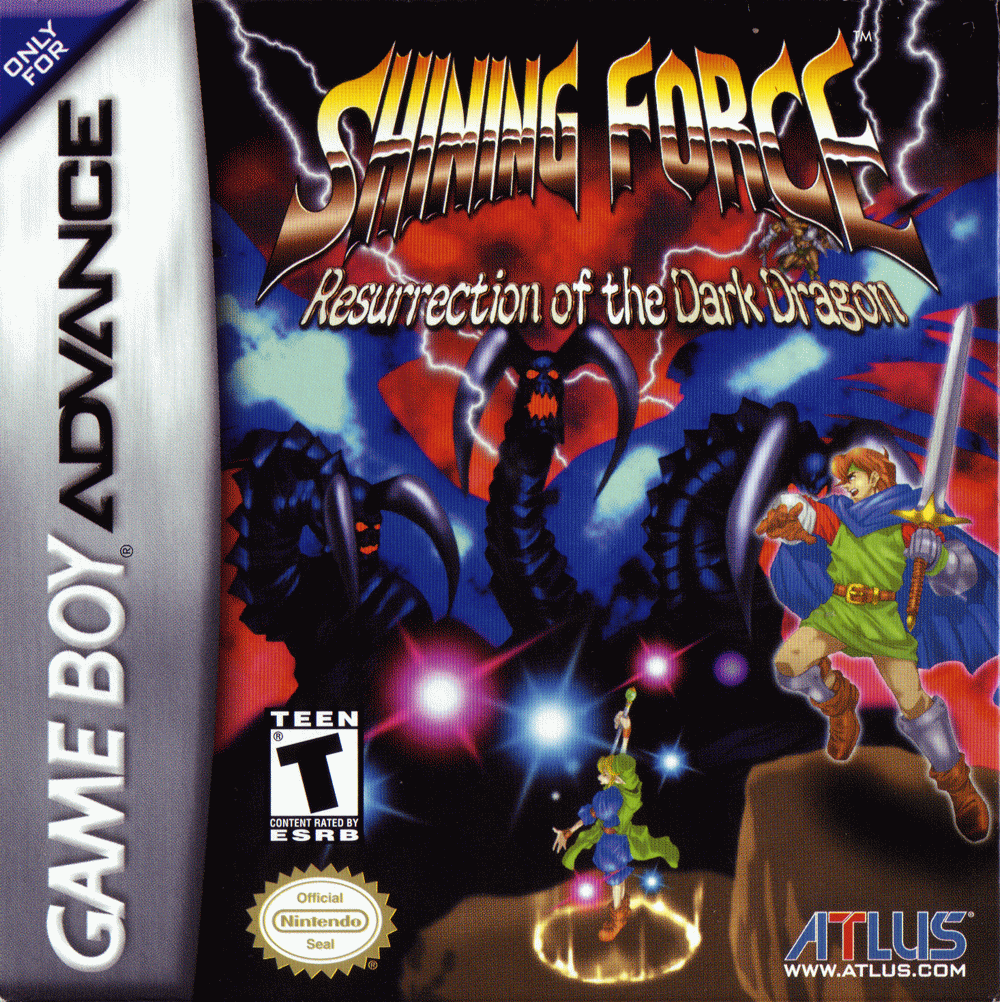 ONLY
FOR
GAME BOY ADVANCE®
SHINING FORCE™
Resurrection of the Dark Dragon
TEEN
®
T
CONTENT RATED BY
ESRB
Official
Nintendo
Seal
®
ATLUS®
WWW.ATLUS.COM